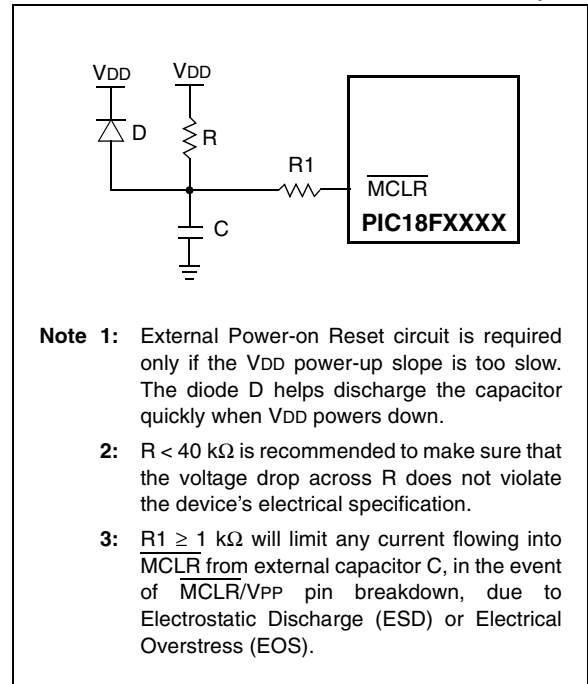 VDD
VDD
D
R
R1
MCLR
PIC18FXXXX
C
Note 1: External Power-on Reset circuit is required
only if the VDD power-up slope is too slow.
The diode D helps discharge the capacitor
quickly when VDD powers down.
2: R < 40 kΩ is recommended to make sure that
the voltage drop across R does not violate
the device's electrical specification.
3: R1 ≥ 1 kΩ will limit any current flowing into
MCLR from external capacitor C, in the event
of MCLR/VPP pin breakdown, due to
Electrostatic Discharge (ESD) or Electrical
Overstress (EOS).